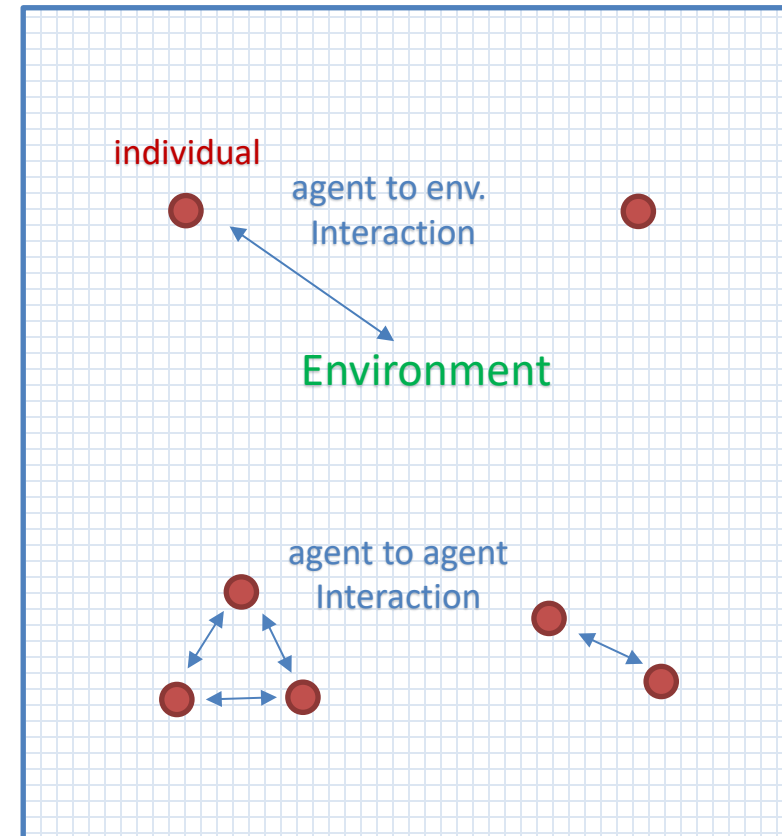 individual
agent to env.
Interaction
Environment
agent to agent
Interaction